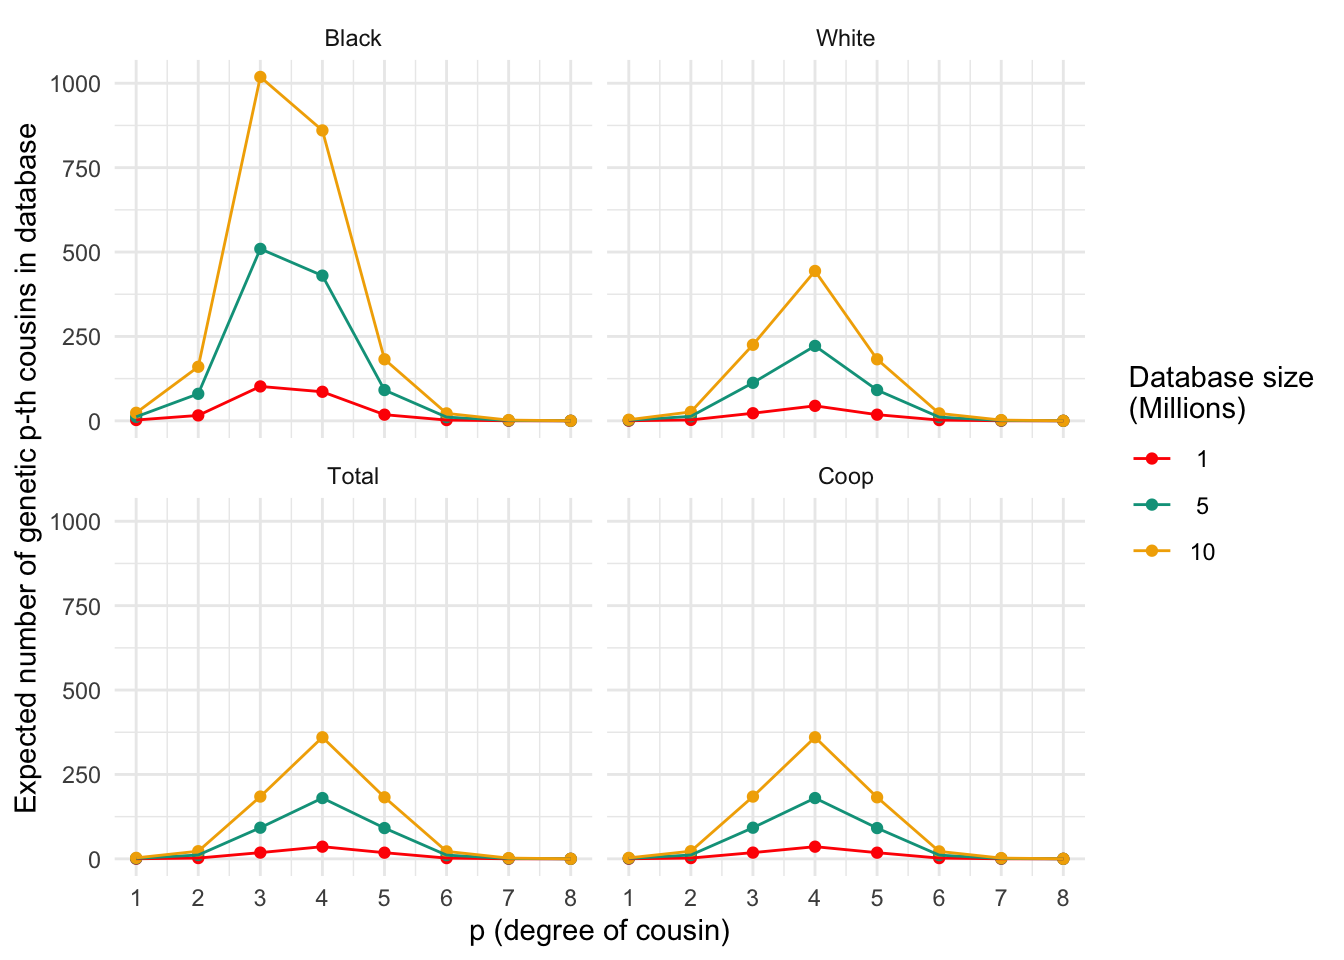 Black
White
1000
750
500
250
0
Total
Coop
1000
750
500
250
0
1 2 3 4 5 6 7 8
1 2 3 4 5 6 7 8
p (degree of cousin)
Expected number of genetic p-th cousins in database
Database size
(Millions)
1
5
10